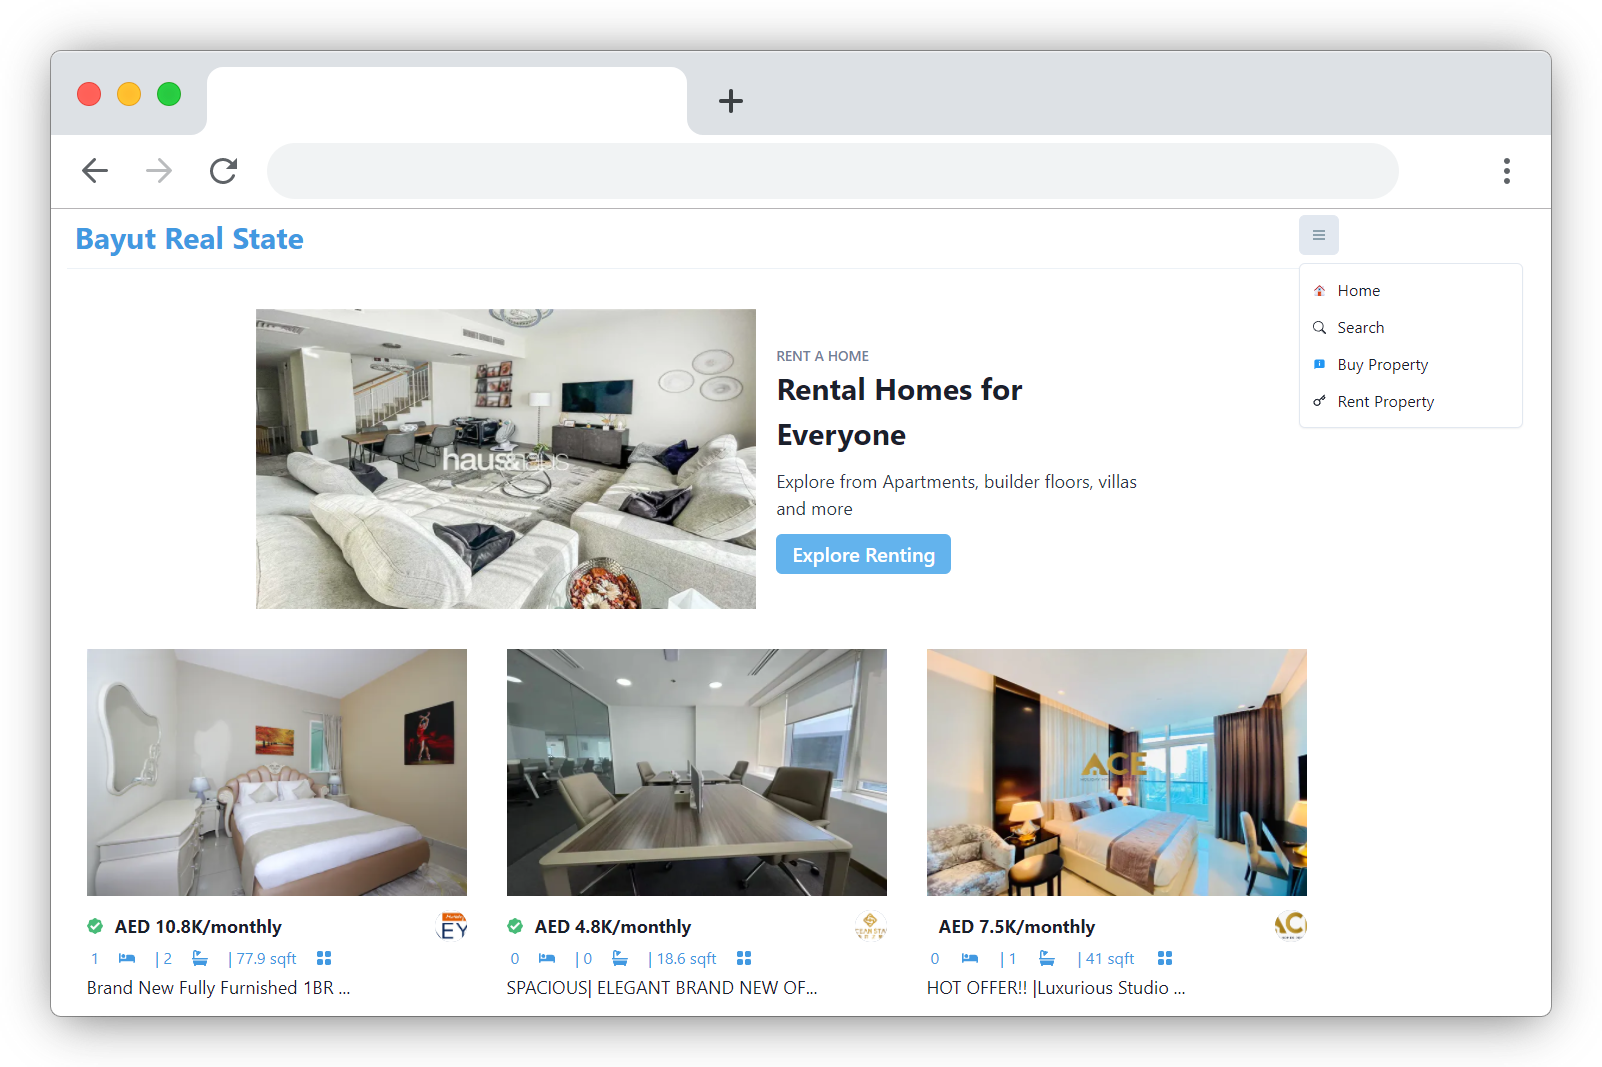 Bayut Real State
Home
Search
Buy Property
Rent Property
haus&haus
RENT A HOME
Rental Homes for
Everyone
Explore from Apartments, builder floors, villas
and more
Explore Renting
ACE
AED 10.8K/monthly
EY
1 | 2 | 77.9 sqft
Brand New Fully Furnished 1BR ...
AED 4.8K/monthly
0 | 0 | 18.6 sqft
SPACIOUS| ELEGANT BRAND NEW OF...
AED 7.5K/monthly
0 | 1 | 41 sqft
HOT OFFER!! |Luxurious Studio ...